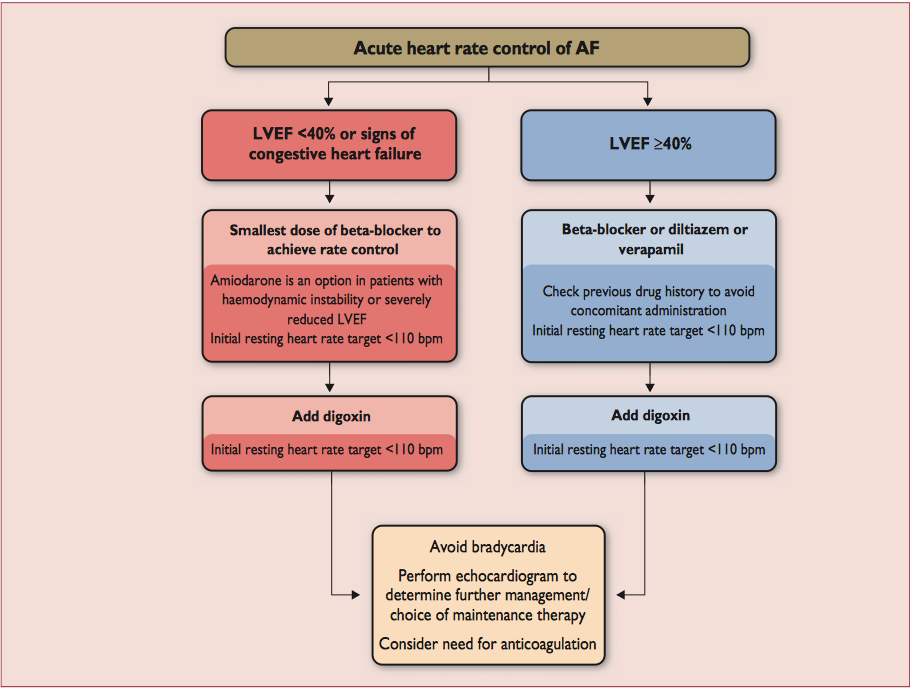 Acute heart rate control of AF
LVEF <40% or signs of
congestive heart failure
LVEF ≥40%
Smallest dose of beta-blocker to
achieve rate control
Amiodarone is an option in patients with
haemodynamic instability or severely
reduced LVEF
Initial resting heart rate target <110 bpm
Beta-blocker or diltiazem or
verapamil
Check previous drug history to avoid
concomitant administration
Initial resting heart rate target <110 bpm
Add digoxin
Initial resting heart rate target <110 bpm
Add digoxin
Initial resting heart rate target <110 bpm
Avoid bradycardia
Perform echocardiogram to
determine further management/
choice of maintenance therapy
Consider need for anticoagulation